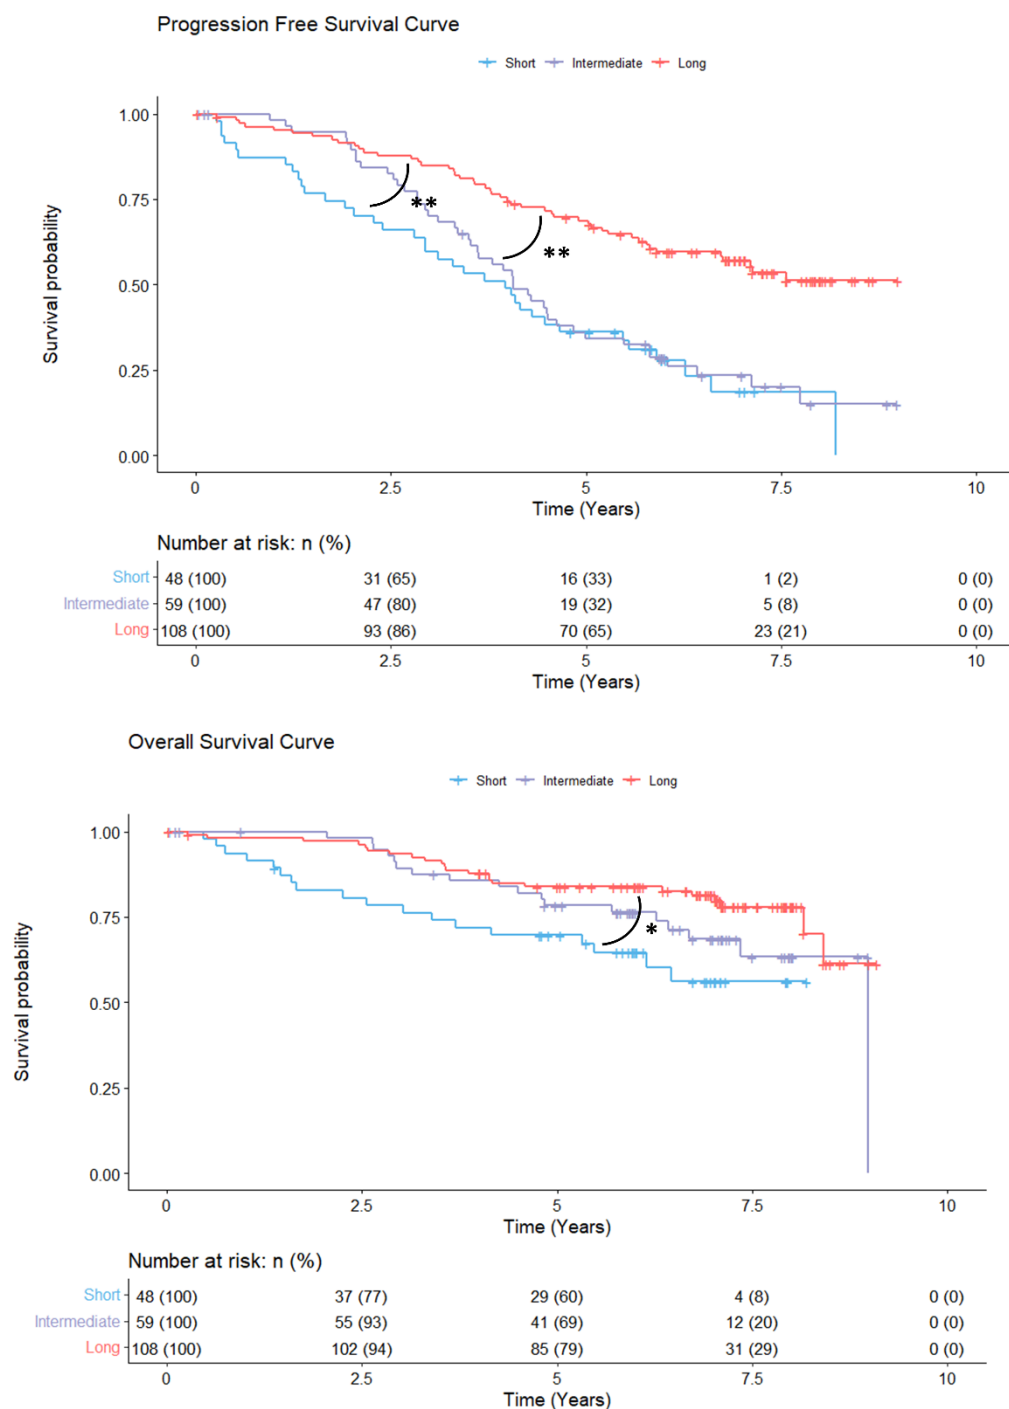 Progression Free Survival Curve
Short Intermediate Long
1.00
0.75
**
**
0.50
0.25
0.00
Survival probability
0 2.5 5 7.5 10
Time (Years)
Number at risk: n (%)
Short 48 (100) 31 (65) 16 (33) 1 (2) 0 (0)
Intermediate 59 (100) 47 (80) 19 (32) 5 (8) 0 (0)
Long 108 (100) 93 (86) 70 (65) 23 (21) 0 (0)
0 2.5 5 7.5 10
Time (Years)
Overall Survival Curve
Short Intermediate Long
1.00
0.75
*
0.50
0.25
0.00
Survival probability
0 2.5 5 7.5 10
Time (Years)
Number at risk: n (%)
Short 48 (100) 37 (77) 29 (60) 4 (8) 0 (0)
Intermediate 59 (100) 55 (93) 41 (69) 12 (20) 0 (0)
Long 108 (100) 102 (94) 85 (79) 31 (29) 0 (0)
0 2.5 5 7.5 10
Time (Years)